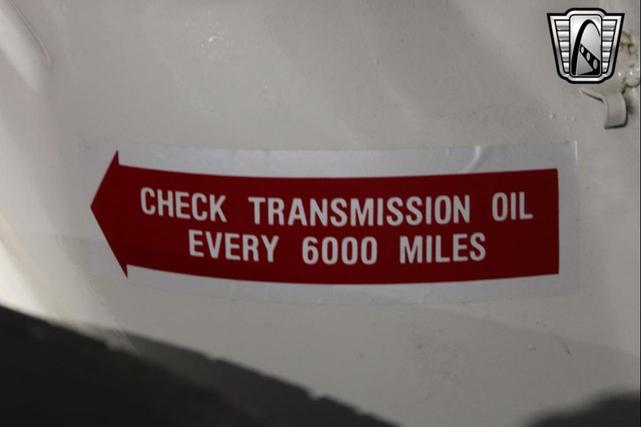 CHECK TRANSMISSION OIL
EVERY 6000 MILES